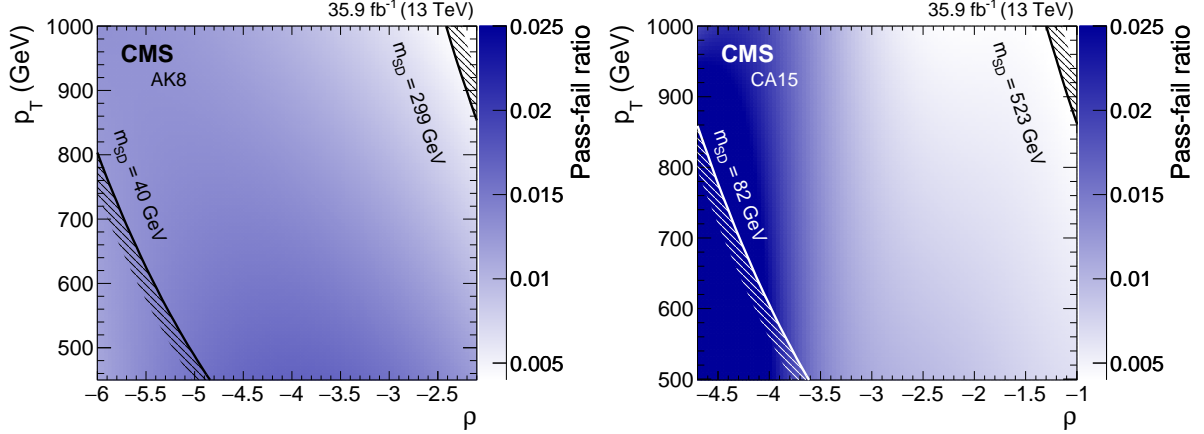 35.9 fb⁻¹ (13 TeV)
CMS
AK8
m_SD = 299 GeV
m_SD = 40 GeV
p_T (GeV)
1000
900
800
700
600
500
−6 −5.5 −5 −4.5 −4 −3.5 −3 −2.5
ρ
0.025
0.02
0.015
0.01
0.005
Pass-fail ratio
35.9 fb⁻¹ (13 TeV)
CMS
CA15
m_SD = 523 GeV
m_SD = 82 GeV
p_T (GeV)
1000
900
800
700
600
500
−4.5 −4 −3.5 −3 −2.5 −2 −1.5 −1
ρ
0.025
0.02
0.015
0.01
0.005
Pass-fail ratio